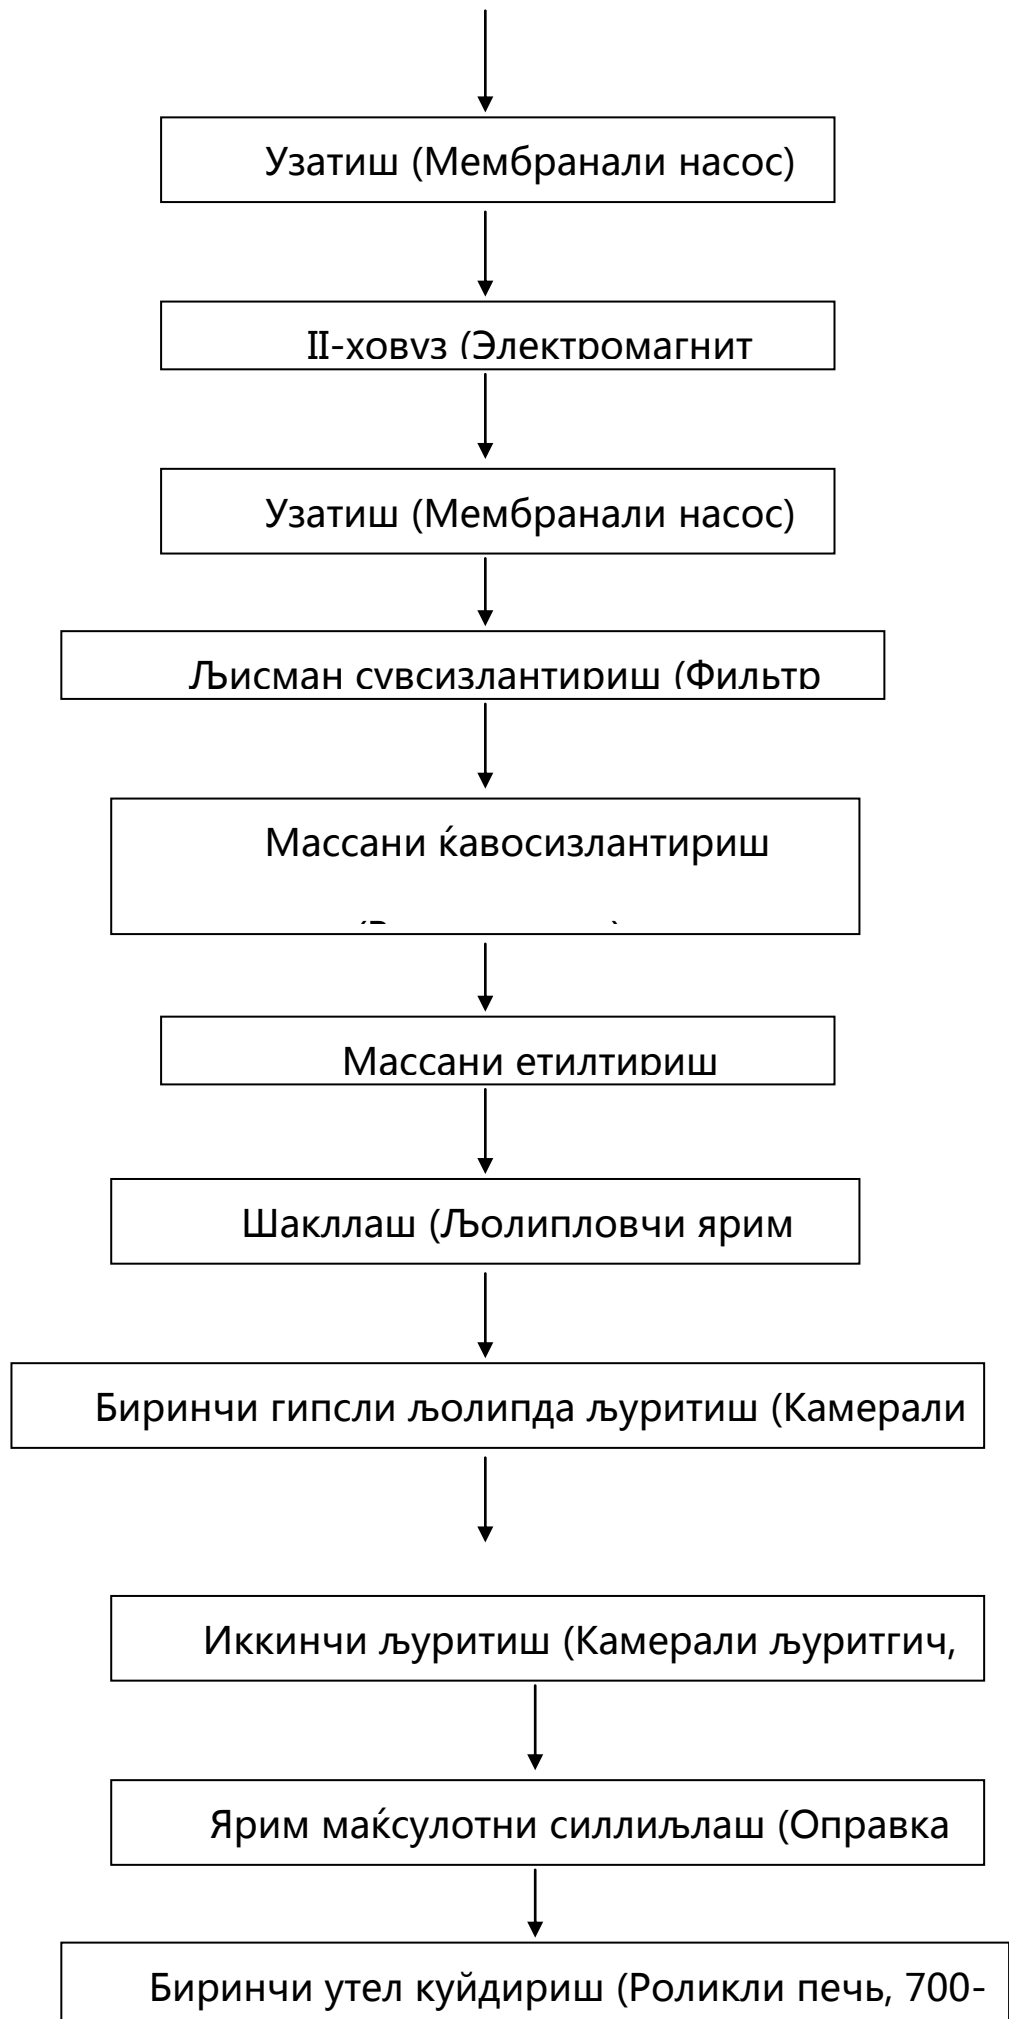 Узатиш (Мембранали насос)
II-ховуз (Электромагнит
Узатиш (Мембранали насос)
Љисман сувсизлантириш (Фильтр
Массани ќавосизлантириш
Массани етилтириш
Шакллаш (Љолипловчи ярим
Биринчи гипсли љолипда љуритиш (Камерали
Иккинчи љуритиш (Камерали љуритгич,
Ярим маќсулотни силлиљлаш (Оправка
Биринчи утел куйдириш (Роликли печь, 700-